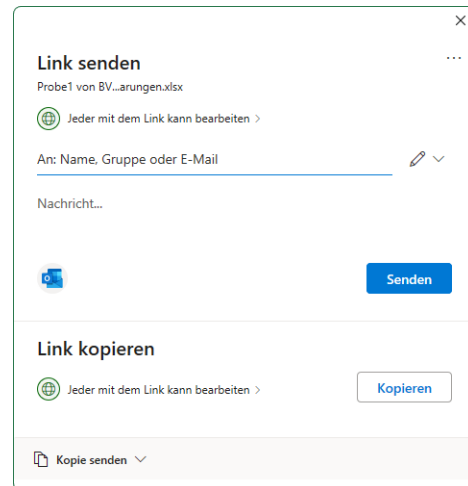 Link senden
Probe1 von BV...arungen.xlsx
Jeder mit dem Link kann bearbeiten >
An: Name, Gruppe oder E-Mail
Nachricht...
Senden
Link kopieren
Jeder mit dem Link kann bearbeiten >
Kopieren
Kopie senden